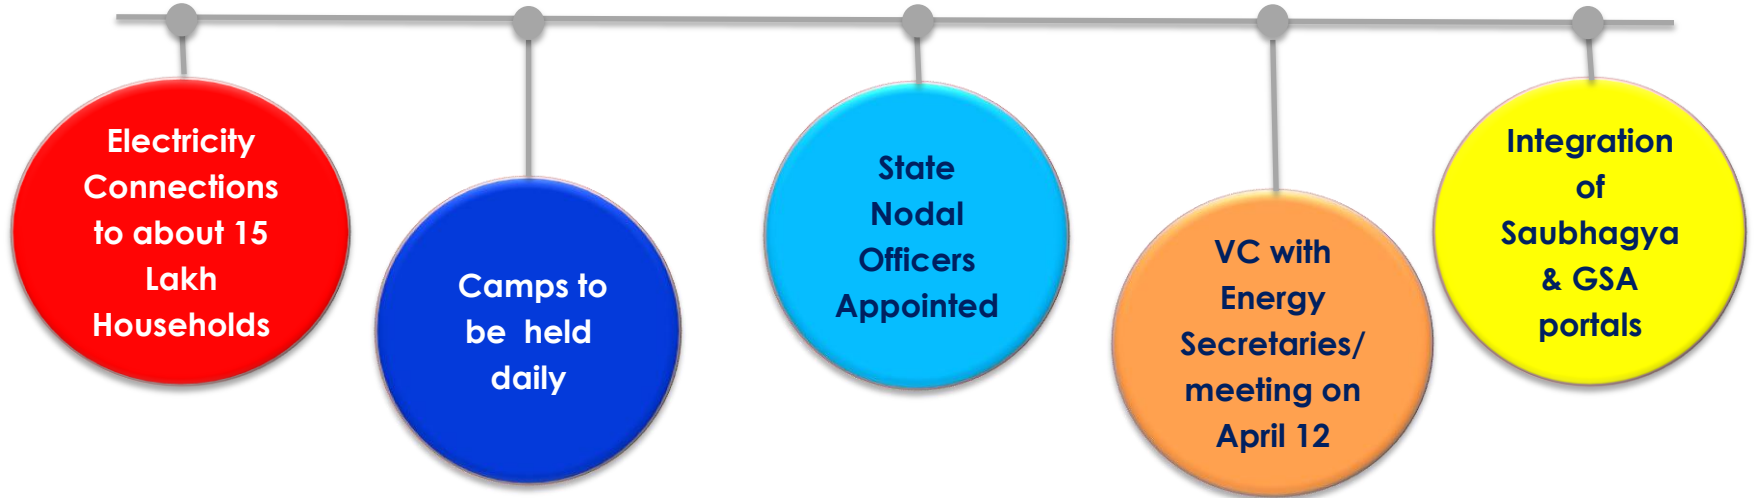 Electricity
Connections
to about 15
Lakh
Households
Camps to
be held
daily
State
Nodal
Officers
Appointed
VC with
Energy
Secretaries/
meeting on
April 12
Integration
of
Saubhagya
& GSA
portals